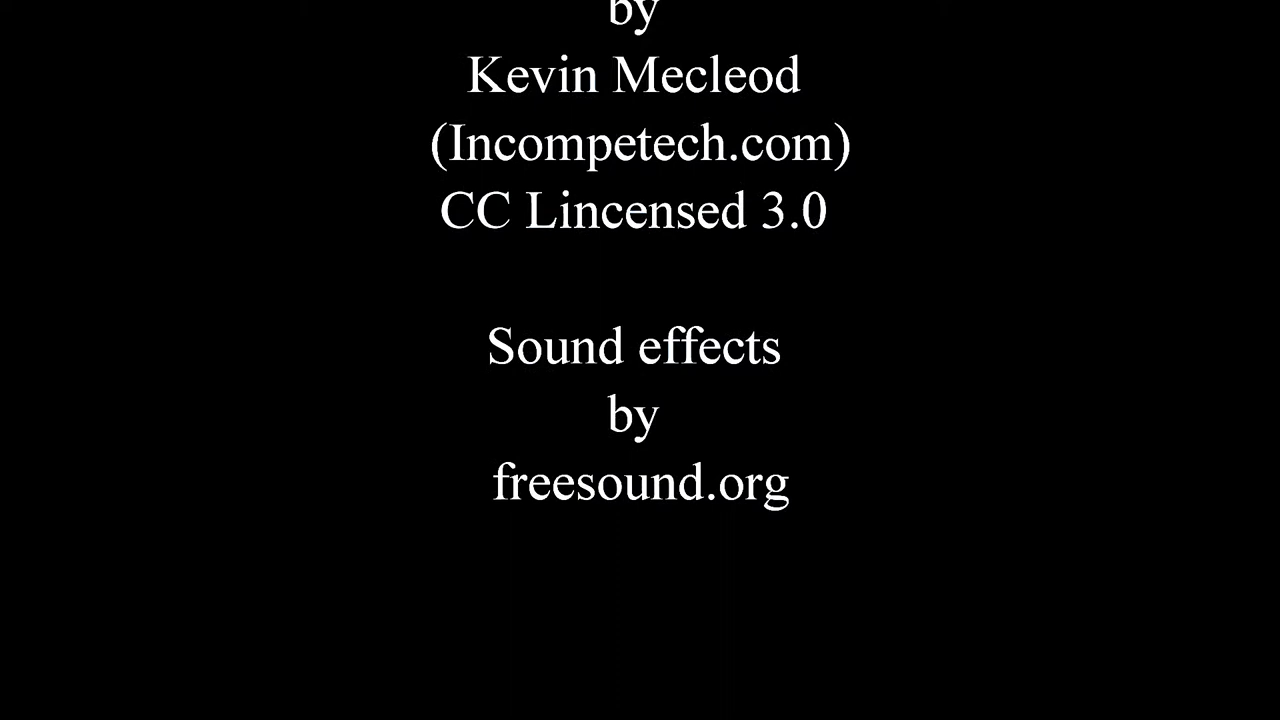 by
Kevin Mecleod
(Incompetech.com)
CC Lincensed 3.0
Sound effects
by
freesound.org